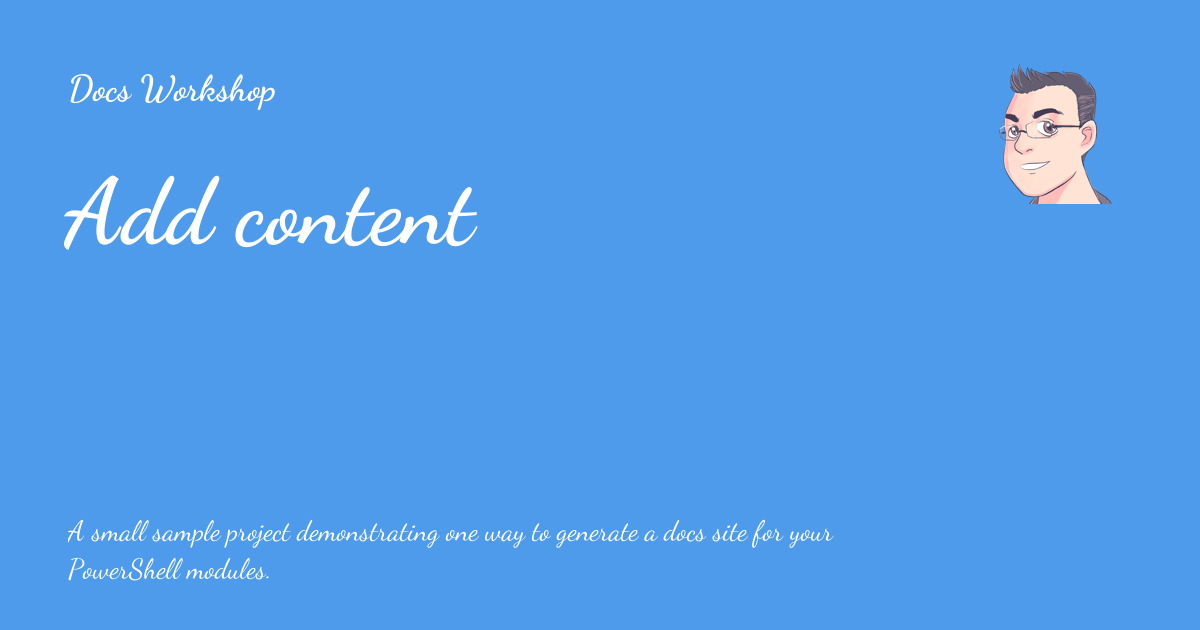 Docs Workshop
Add content
A small sample project demonstrating one way to generate a docs site for your
PowerShell modules.